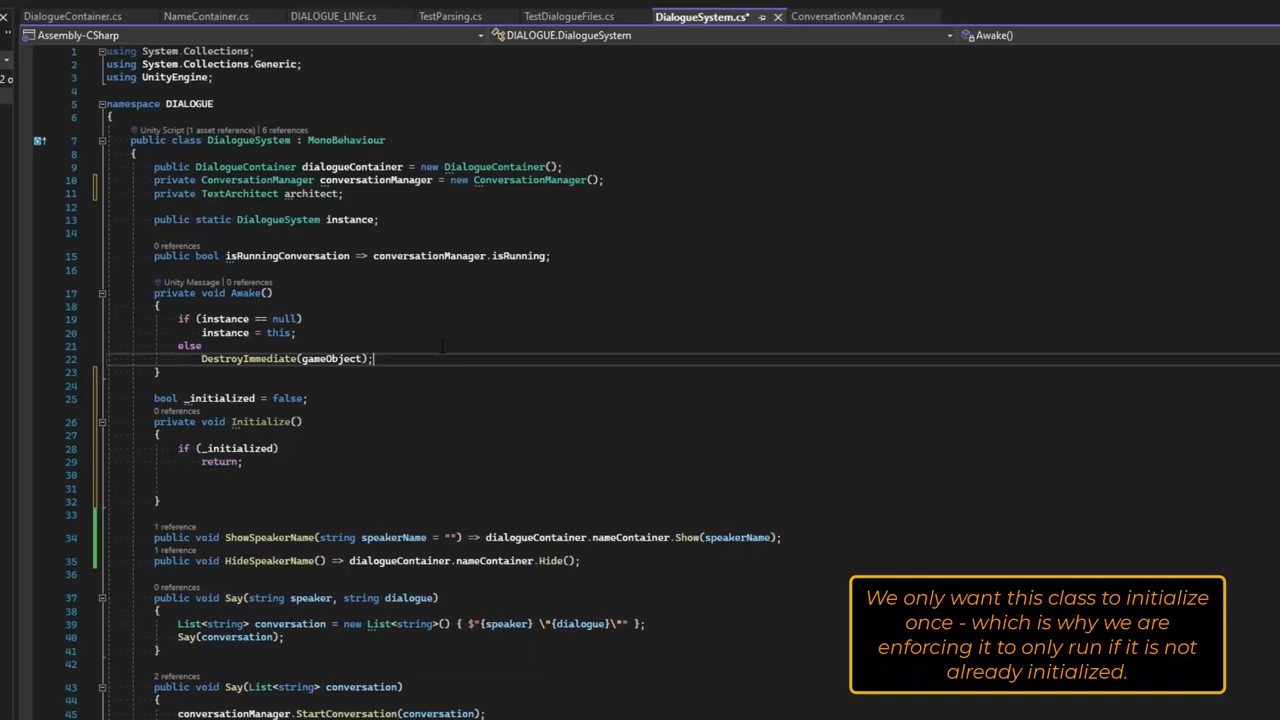 DialogueContainer.cs NameContainer.cs DIALOGUE_LINE.cs TestParsing.cs TestDialogueFiles.cs DialogueSystem.cs* ConversationManager.cs
Assembly-CSharp DIALOGUE.DialogueSystem Awake()
1 using System.Collections;
2 using System.Collections.Generic;
3 using UnityEngine;
4
5 namespace DIALOGUE
6 {
Unity Script (1 asset reference) | 6 references
7 public class DialogueSystem : MonoBehaviour
8 {
9 public DialogueContainer dialogueContainer = new DialogueContainer();
10 private ConversationManager conversationManager = new ConversationManager();
11 private TextArchitect architect;
12
13 public static DialogueSystem instance;
14
0 references
15 public bool isRunningConversation => conversationManager.isRunning;
16
Unity Message | 0 references
17 private void Awake()
18 {
19 if (instance == null)
20 instance = this;
21 else
22 DestroyImmediate(gameObject);
23 }
24
25 bool _initialized = false;
0 references
26 private void Initialize()
27 {
28 if (_initialized)
29 return;
30
31
32 }
33
1 reference
34 public void ShowSpeakerName(string speakerName = "") => dialogueContainer.nameContainer.Show(speakerName);
1 reference
35 public void HideSpeakerName() => dialogueContainer.nameContainer.Hide();
36
0 references
37 public void Say(string speaker, string dialogue)
38 {
39 List<string> conversation = new List<string>() { $"{speaker} \"{dialogue}\"" };
40 Say(conversation);
41 }
42
2 references
43 public void Say(List<string> conversation)
44 {
45 conversationManager.StartConversation(conversation);
We only want this class to initialize
once - which is why we are
enforcing it to only run if it is not
already initialized.